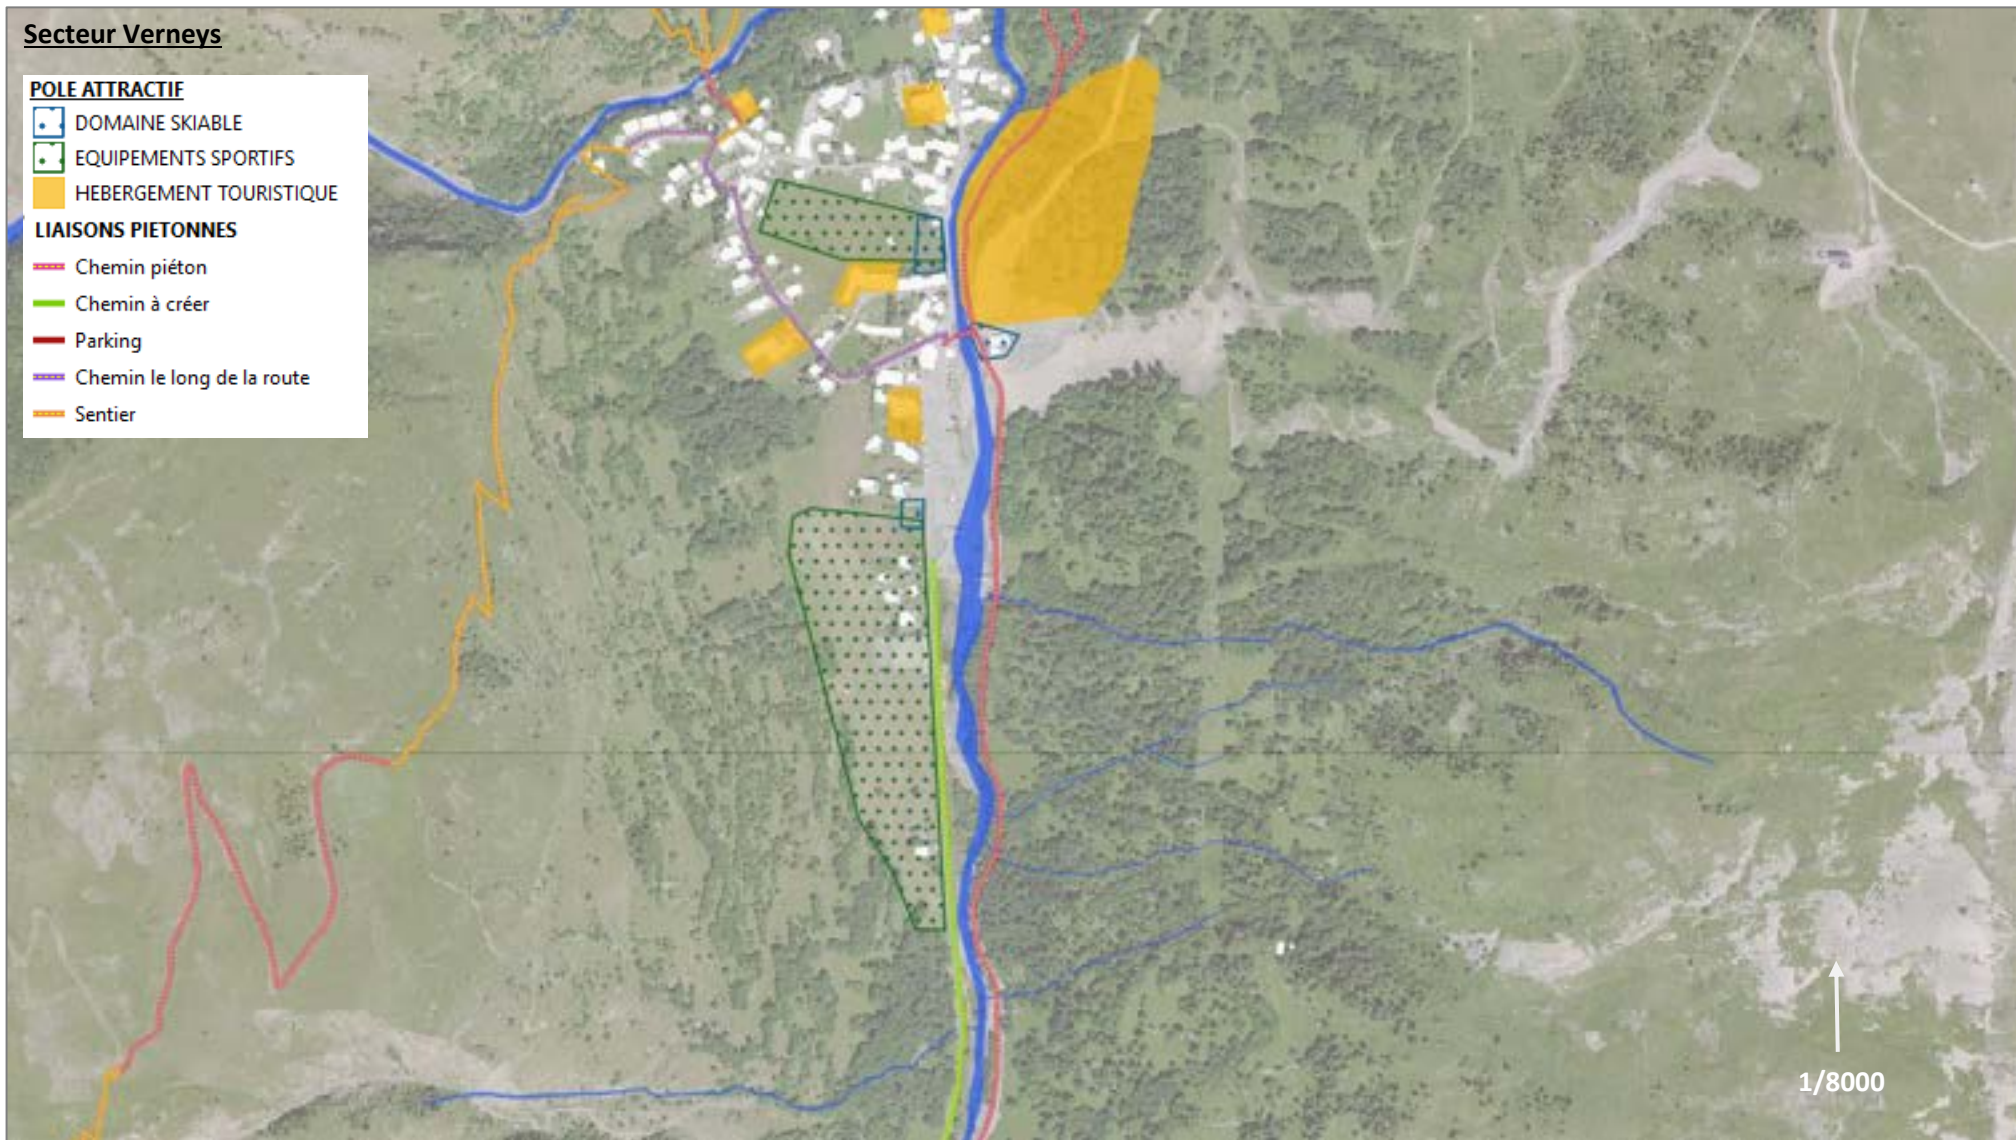 Secteur Verneys
POLE ATTRACTIF
DOMAINE SKIABLE
EQUIPEMENTS SPORTIFS
HEBERGEMENT TOURISTIQUE
LIAISONS PIETONNES
Chemin piéton
Chemin à créer
Parking
Chemin le long de la route
Sentier
1/8000